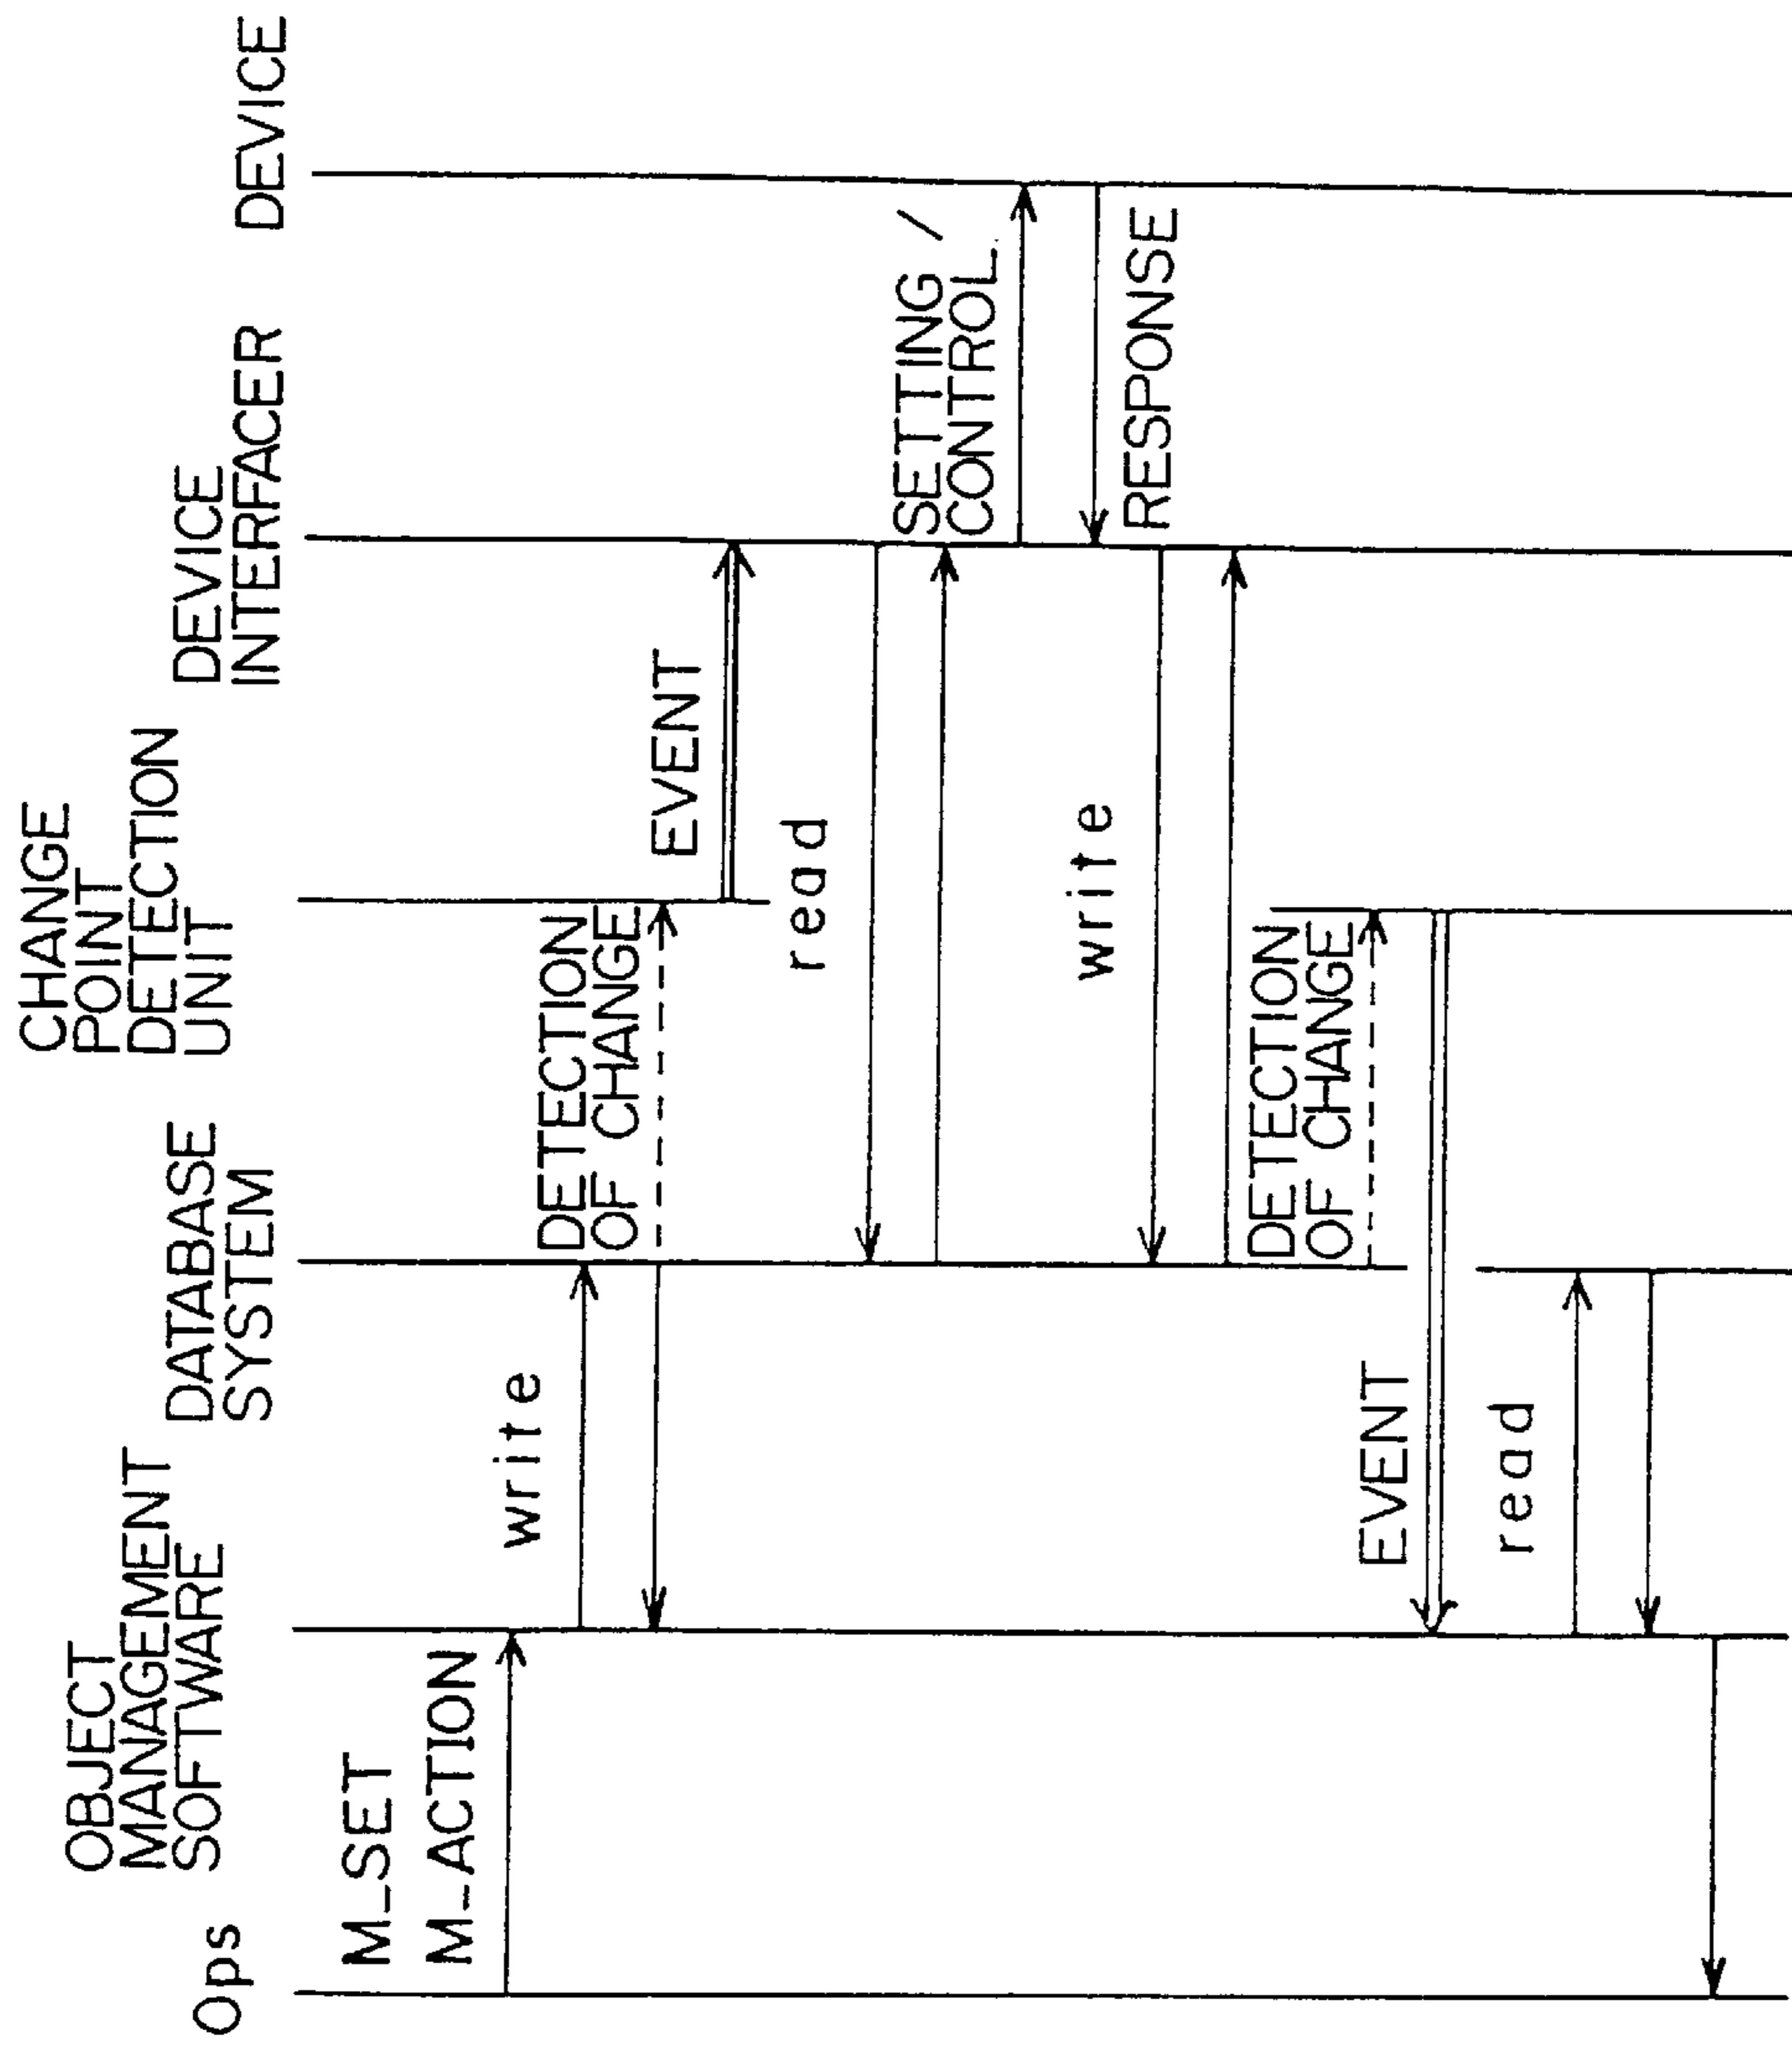 Ops
OBJECT
MANAGEMENT
SOFTWARE
DATABASE
SYSTEM
CHANGE
POINT
DETECTION
UNIT
DEVICE
INTERFACER
DEVICE
M_SET
M_ACTION
write
DETECTION
OF CHANGE
EVENT
read
SETTING /
CONTROL
RESPONSE
write
DETECTION
OF CHANGE
EVENT
read